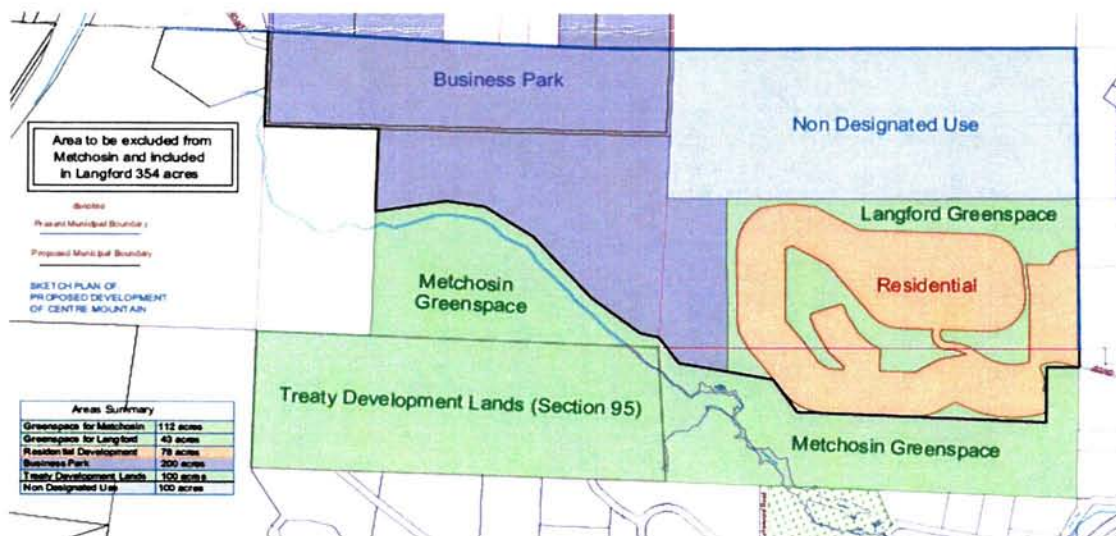 Business Park
Non Designated Use
Area to be excluded from
Metchosin and included
in Langford 354 acres
denotes
Present Municipal Boundary
Proposed Municipal Boundary
SKETCH PLAN OF
PROPOSED DEVELOPMENT
OF CENTRE MOUNTAIN
Langford Greenspace
Residential
Metchosin
Greenspace
Treaty Development Lands (Section 95)
Metchosin Greenspace
Areas Summary
Greenspace for Metchosin 112 acres
Greenspace for Langford 43 acres
Residential Development 78 acres
Business Park 200 acres
Treaty Development Lands 100 acres
Non Designated Use 100 acres